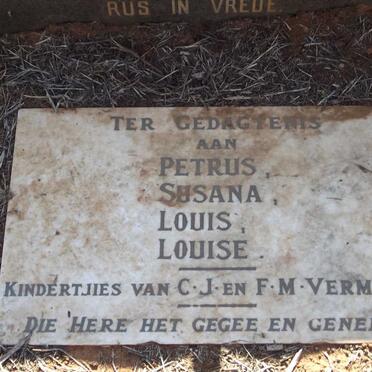 RUS IN VREDE.
TER GEDAGTENIS
AAN
PETRUS,
SUSANA,
LOUIS,
LOUISE.
KINDERTJIES VAN C.J. EN F.M. VERM
DIE HERE HET GEGEE EN GENE